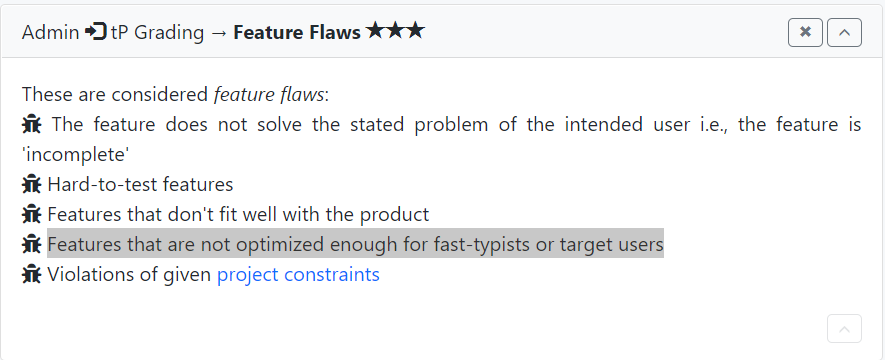 Admin tP Grading → Feature Flaws ★★★
These are considered feature flaws:
The feature does not solve the stated problem of the intended user i.e., the feature is
'incomplete'
Hard-to-test features
Features that don't fit well with the product
Features that are not optimized enough for fast-typists or target users
Violations of given project constraints